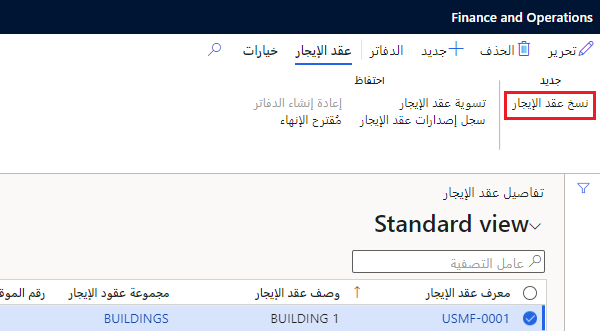 Finance and Operations
تحرير الحذف جديد الدفاتر عقد الإيجار خيارات
جديد
نسخ عقد الإيجار
احتفاظ
تسوية عقد الإيجار
سجل إصدارات عقد الإيجار
إعادة إنشاء الدفاتر
مُقترح الإنهاء
تفاصيل عقد الإيجار
Standard view
عامل التصفية
معرف عقد الإيجار وصف عقد الإيجار مجموعة عقود الإيجار رقم الموق
USMF-0001 BUILDING 1 BUILDINGS